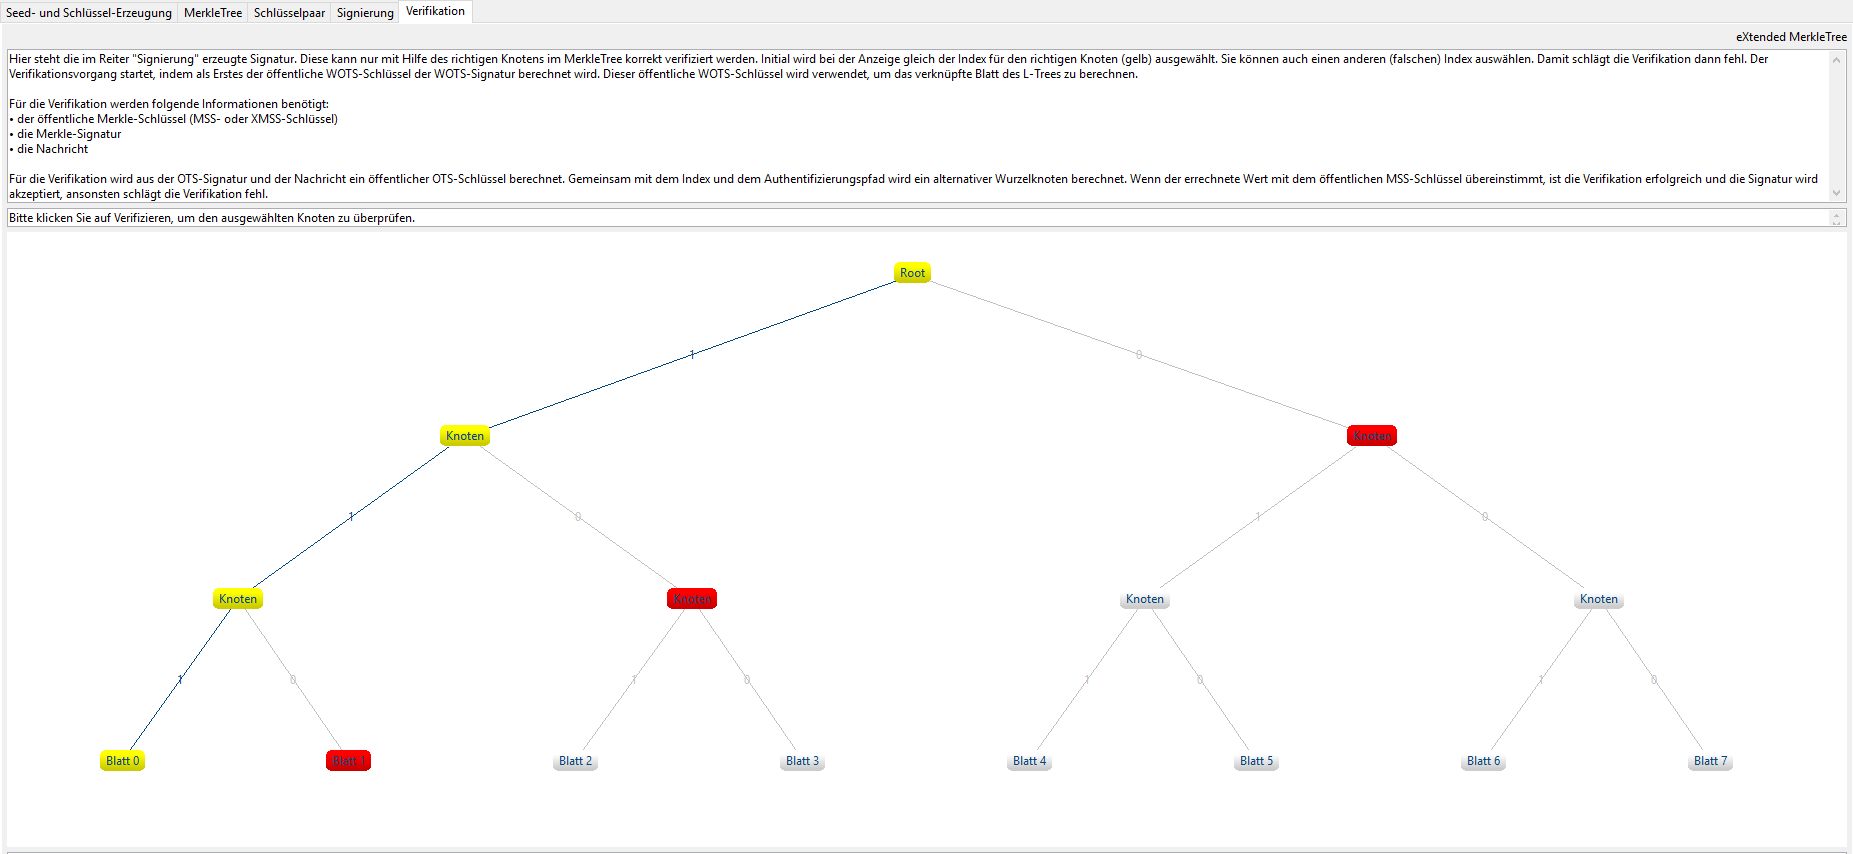 Seed- und Schlüssel-Erzeugung MerkleTree Schlüsselpaar Signierung Verifikation
eXtended MerkleTree
Hier steht die im Reiter "Signierung" erzeugte Signatur. Diese kann nur mit Hilfe des richtigen Knotens im MerkleTree korrekt verifiziert werden. Initial wird bei der Anzeige gleich der Index für den richtigen Knoten (gelb) ausgewählt. Sie können auch einen anderen (falschen) Index auswählen. Damit schlägt die Verifikation dann fehl. Der
Verifikationsvorgang startet, indem als Erstes der öffentliche WOTS-Schlüssel der WOTS-Signatur berechnet wird. Dieser öffentliche WOTS-Schlüssel wird verwendet, um das verknüpfte Blatt des L-Trees zu berechnen.
Für die Verifikation werden folgende Informationen benötigt:
• der öffentliche Merkle-Schlüssel (MSS- oder XMSS-Schlüssel)
• die Merkle-Signatur
• die Nachricht
Für die Verifikation wird aus der OTS-Signatur und der Nachricht ein öffentlicher OTS-Schlüssel berechnet. Gemeinsam mit dem Index und dem Authentifizierungspfad wird ein alternativer Wurzelknoten berechnet. Wenn der errechnete Wert mit dem öffentlichen MSS-Schlüssel übereinstimmt, ist die Verifikation erfolgreich und die Signatur wird
akzeptiert, ansonsten schlägt die Verifikation fehl.
Bitte klicken Sie auf Verifizieren, um den ausgewählten Knoten zu überprüfen.
Root
1 0
Knoten Knoten
1 0 1 0
Knoten Knoten Knoten Knoten
1 0 1 0 1 0 1 0
Blatt 0 Blatt 1 Blatt 2 Blatt 3 Blatt 4 Blatt 5 Blatt 6 Blatt 7